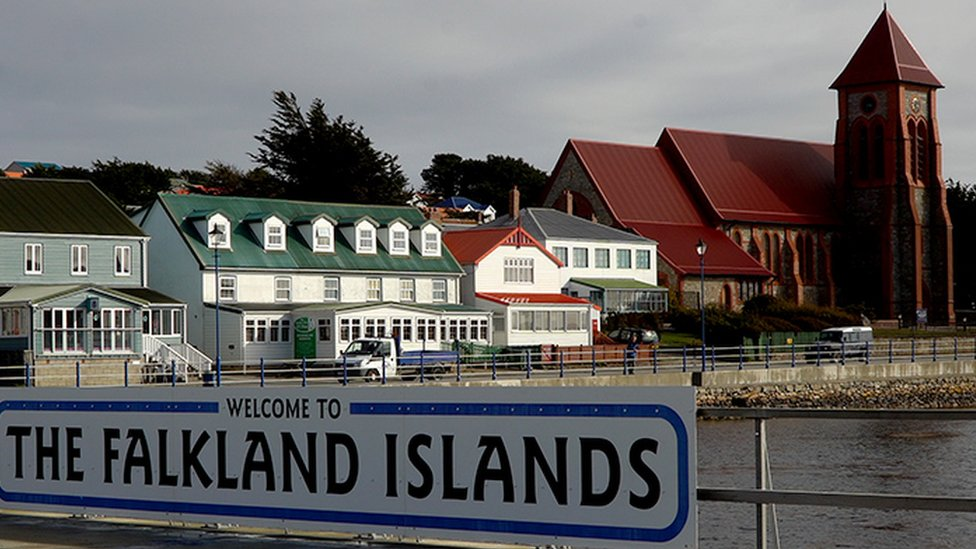 WELCOME TO
THE FALKLAND ISLANDS